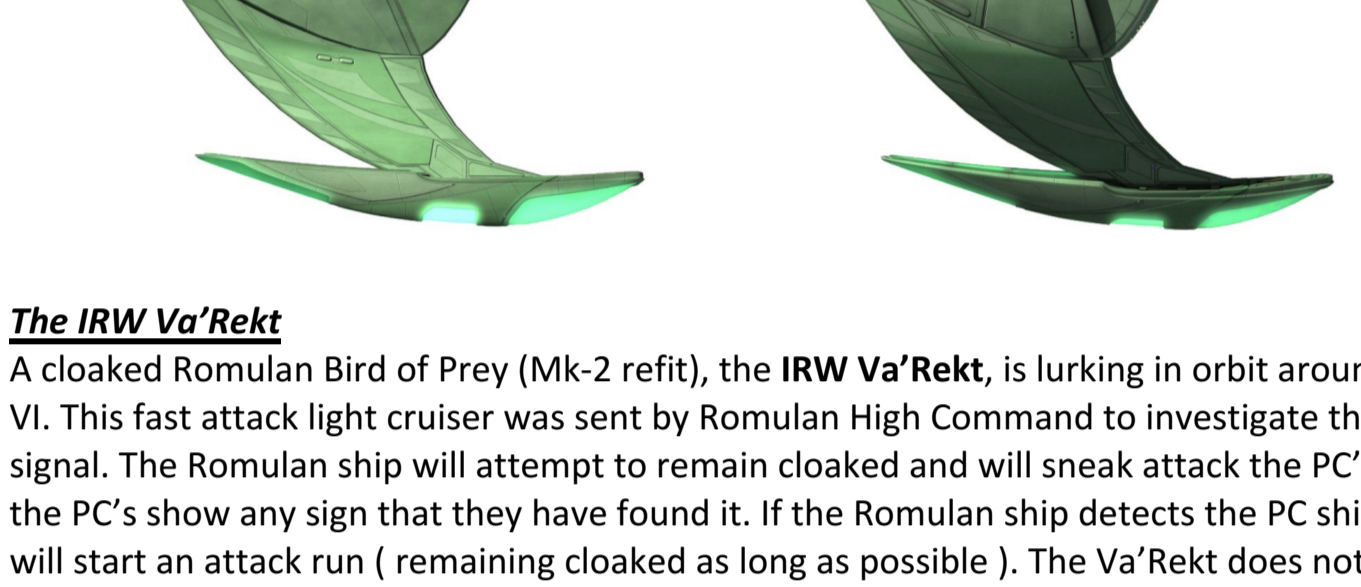 The IRW Va’Rekt
A cloaked Romulan Bird of Prey (Mk-2 refit), the IRW Va’Rekt, is lurking in orbit
VI. This fast attack light cruiser was sent by Romulan High Command to investigate
signal. The Romulan ship will attempt to remain cloaked and will sneak attack the PC’
the PC’s show any sign that they have found it. If the Romulan ship detects the PC
will start an attack run ( remaining cloaked as long as possible ). The Va’Rekt does not